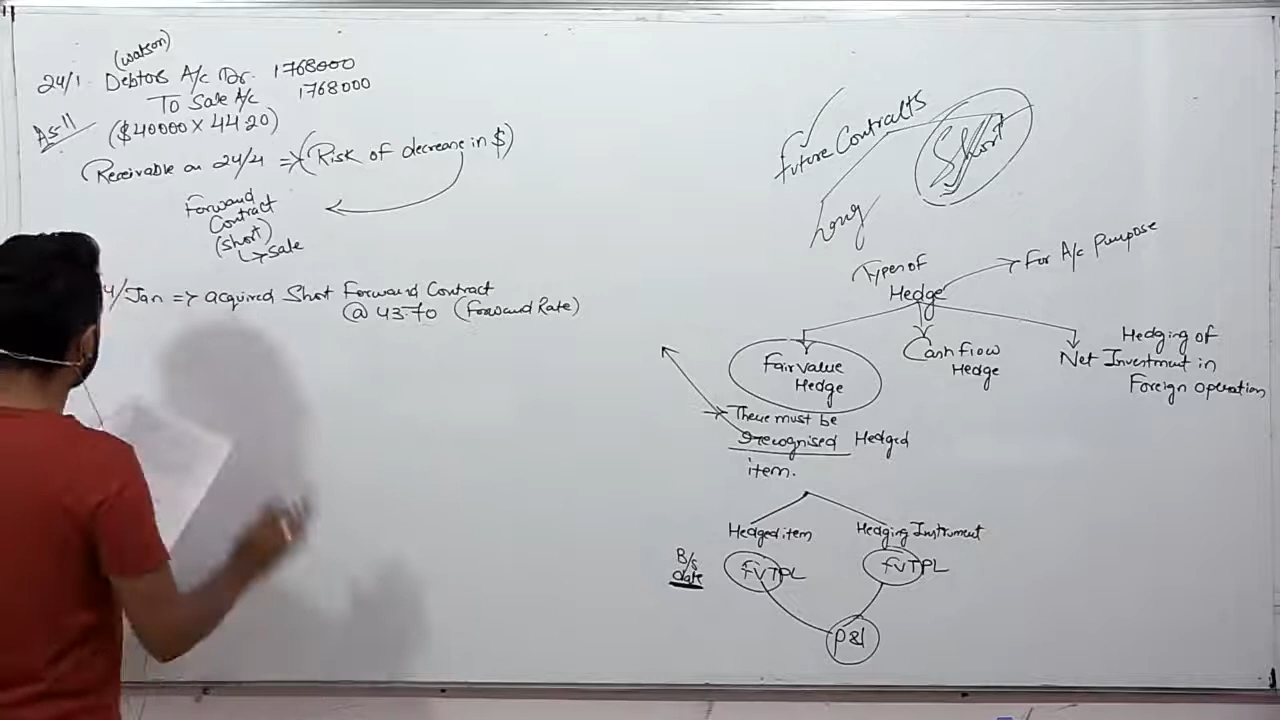 (watson)
24/1 Debtors A/c Dr. 1768000
To Sale A/c 1768000
As 11
($40000 x 44.20)
Receivable on 24/4 => (Risk of decrease in $)
Forward
Contract
(short)
↳ Sale
4/Jan => acquired Short Forward Contract
@ 43.70 (Forward Rate)
Future Contracts
Short
Long
Types of
Hedge
For A/c Purpose
Fair Value
Hedge
Cash flow
Hedge
Hedging of
Net Investment in
Foreign operation
→ There must be
recognised Hedged
item.
Hedged item
Hedging Instrument
B/s
date
FVTPL
FVTPL
P&l